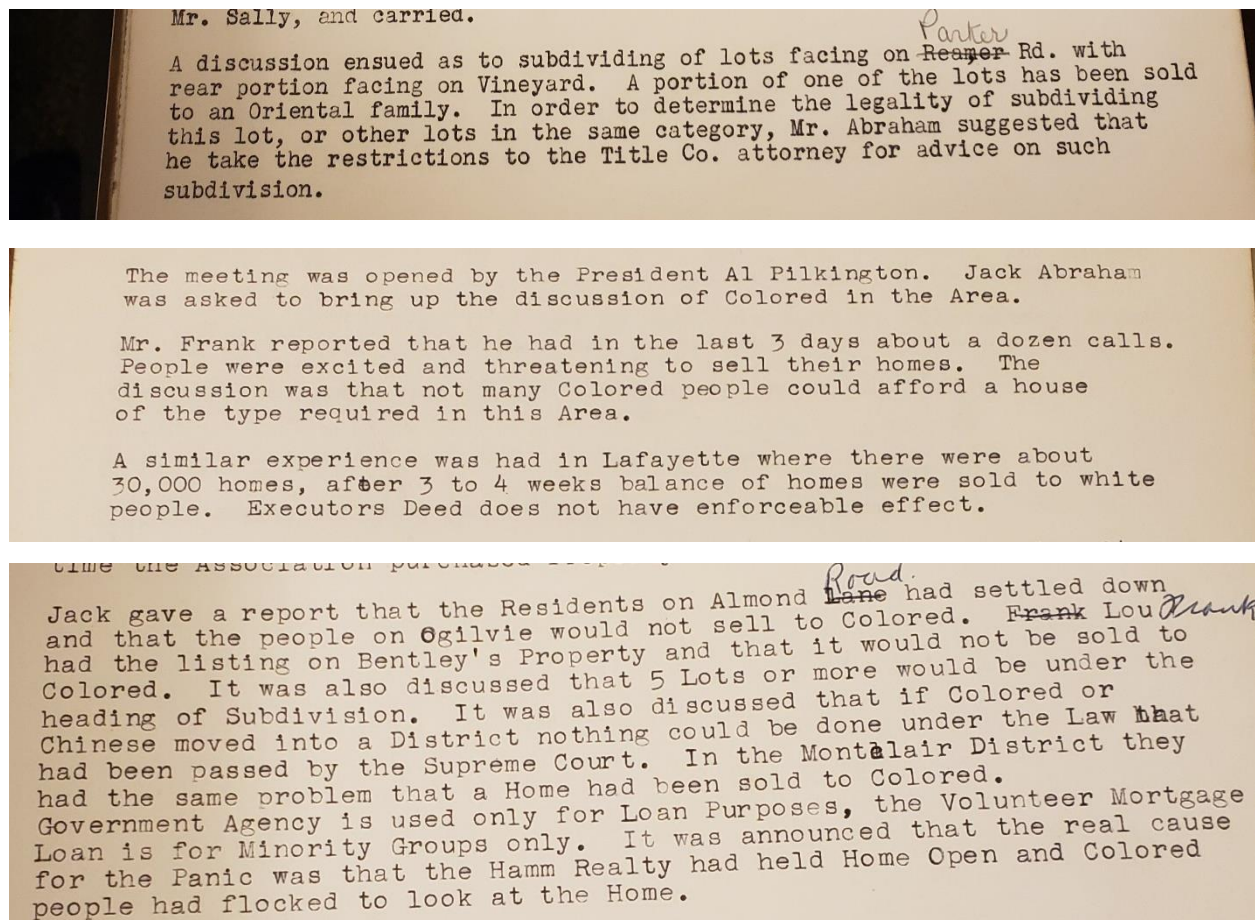 Mr. Sally, and carried.
Parker
A discussion ensued as to subdividing of lots facing on Reamer Rd. with
rear portion facing on Vineyard. A portion of one of the lots has been sold
to an Oriental family. In order to determine the legality of subdividing
this lot, or other lots in the same category, Mr. Abraham suggested that
he take the restrictions to the Title Co. attorney for advice on such
subdivision.
The meeting was opened by the President Al Pilkington. Jack Abraham
was asked to bring up the discussion of Colored in the Area.
Mr. Frank reported that he had in the last 3 days about a dozen calls.
People were excited and threatening to sell their homes. The
discussion was that not many Colored people could afford a house
of the type required in this Area.
A similar experience was had in Lafayette where there were about
30,000 homes, after 3 to 4 weeks balance of homes were sold to white
people. Executors Deed does not have enforceable effect.
time the Association purchased
Road.
Jack gave a report that the Residents on Almond Lane had settled down
and that the people on Ogilvie would not sell to Colored. Frank Lou Frank
had the listing on Bentley's Property and that it would not be sold to
Colored. It was also discussed that 5 Lots or more would be under the
heading of Subdivision. It was also discussed that if Colored or
Chinese moved into a District nothing could be done under the Law that
had been passed by the Supreme Court. In the Montclair District they
had the same problem that a Home had been sold to Colored.
Government Agency is used only for Loan Purposes, the Volunteer Mortgage
Loan is for Minority Groups only. It was announced that the real cause
for the Panic was that the Hamm Realty had held Home Open and Colored
people had flocked to look at the Home.